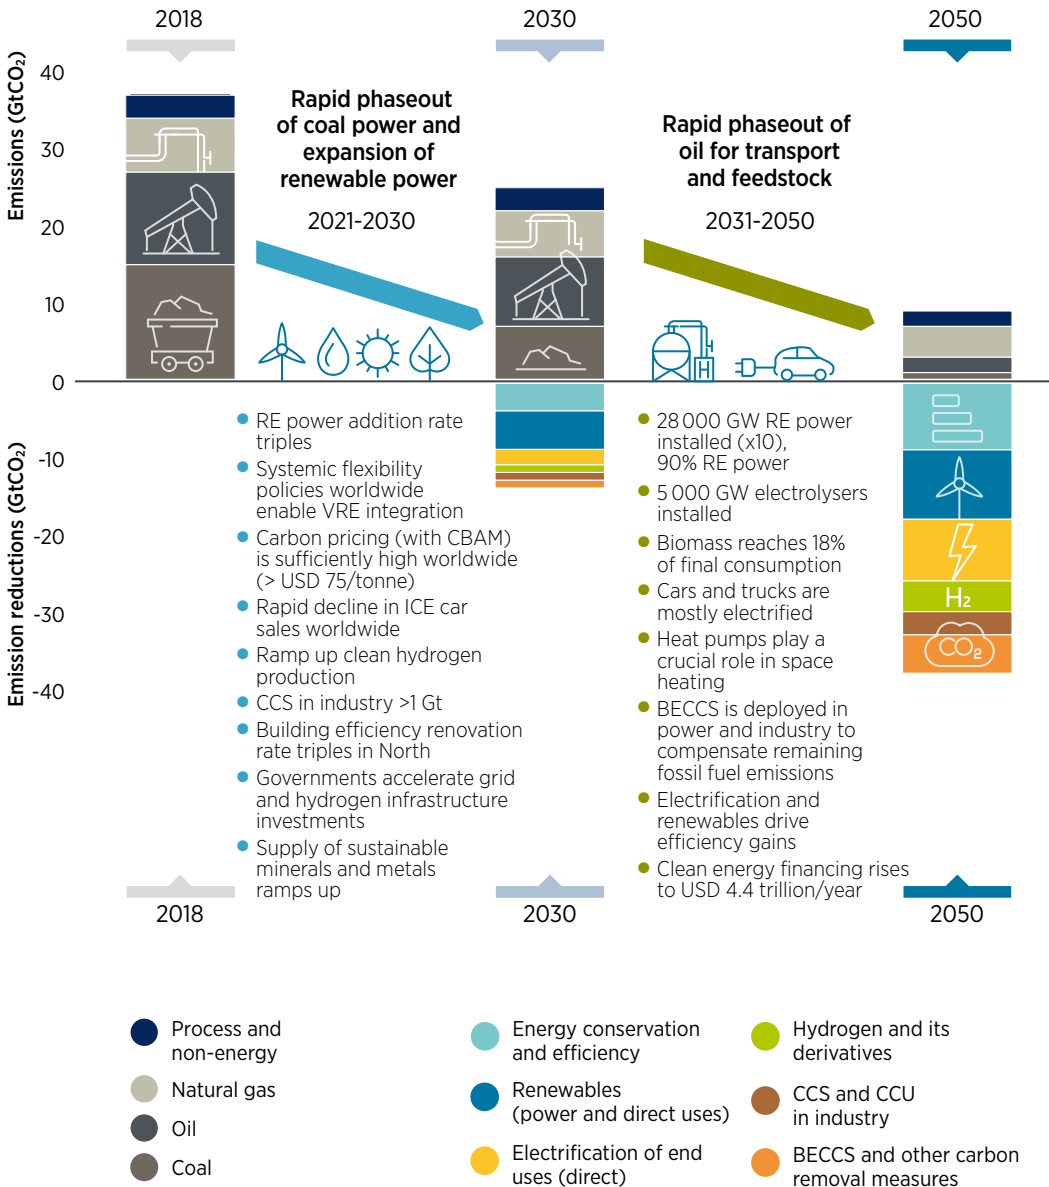 2018
2030
2050
Emissions (GtCO₂)
40
30
20
10
0
Rapid phaseout
of coal power and
expansion of
renewable power
2021-2030
Rapid phaseout of
oil for transport
and feedstock
2031-2050
H
Emission reductions (GtCO₂)
-10
-20
-30
-40
RE power addition rate
triples
Systemic flexibility
policies worldwide
enable VRE integration
Carbon pricing (with CBAM)
is sufficiently high worldwide
(> USD 75/tonne)
Rapid decline in ICE car
sales worldwide
Ramp up clean hydrogen
production
CCS in industry >1 Gt
Building efficiency renovation
rate triples in North
Governments accelerate grid
and hydrogen infrastructure
investments
Supply of sustainable
minerals and metals
ramps up
28 000 GW RE power
installed (x10),
90% RE power
5 000 GW electrolysers
installed
Biomass reaches 18%
of final consumption
Cars and trucks are
mostly electrified
Heat pumps play a
crucial role in space
heating
BECCS is deployed in
power and industry to
compensate remaining
fossil fuel emissions
Electrification and
renewables drive
efficiency gains
Clean energy financing rises
to USD 4.4 trillion/year
H₂
CO₂
2018
2030
2050
Process and
non-energy
Natural gas
Oil
Coal
Energy conservation
and efficiency
Renewables
(power and direct uses)
Electrification of end
uses (direct)
Hydrogen and its
derivatives
CCS and CCU
in industry
BECCS and other carbon
removal measures